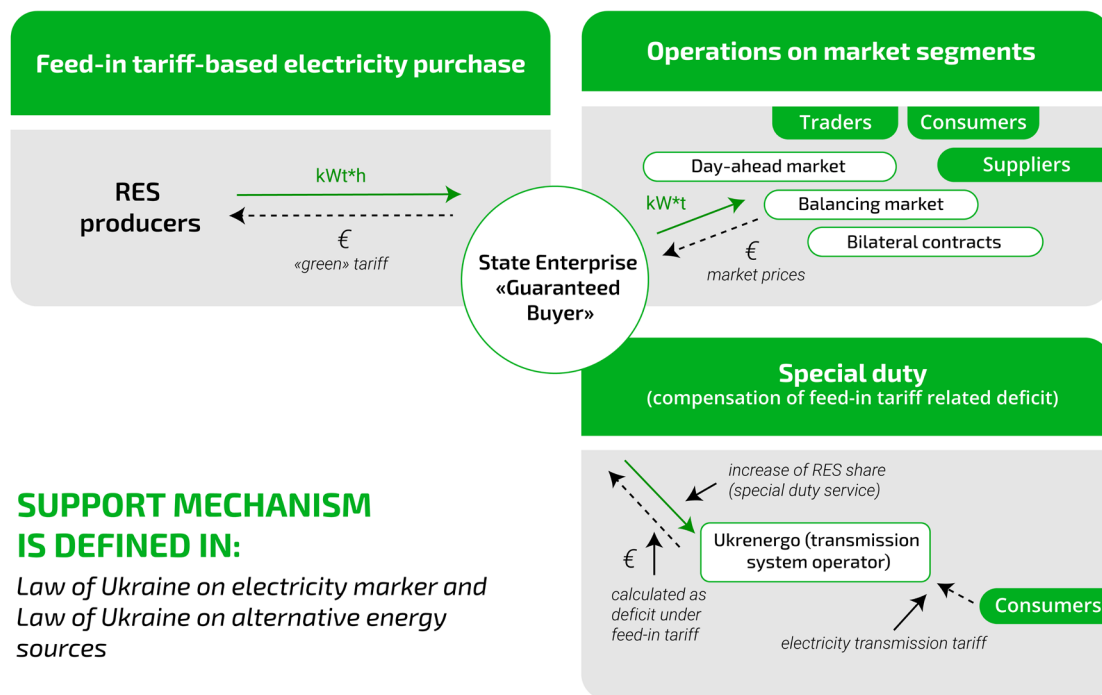 Feed-in tariff-based electricity purchase
RES
producers
kWt*h
€
«green» tariff
State Enterprise
«Guaranteed
Buyer»
Operations on market segments
Traders
Consumers
Day-ahead market
Suppliers
kW*t
Balancing market
Bilateral contracts
€
market prices
Special duty
(compensation of feed-in tariff related deficit)
increase of RES share
(special duty service)
Ukrenergo (transmission
system operator)
€
calculated as
deficit under
feed-in tariff
Consumers
electricity transmission tariff
SUPPORT MECHANISM
IS DEFINED IN:
Law of Ukraine on electricity marker and
Law of Ukraine on alternative energy
sources